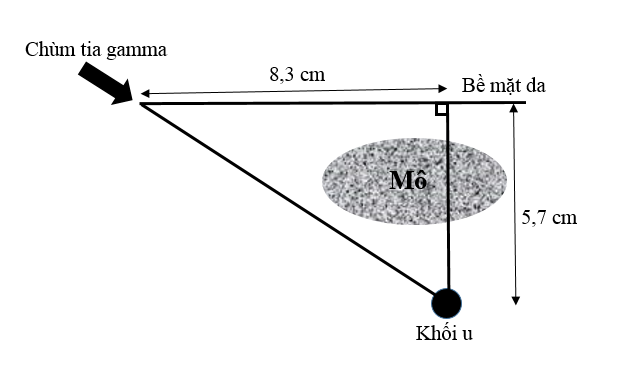 Chùm tia gamma
8,3 cm
Bề mặt da
Mô
5,7 cm
Khối u